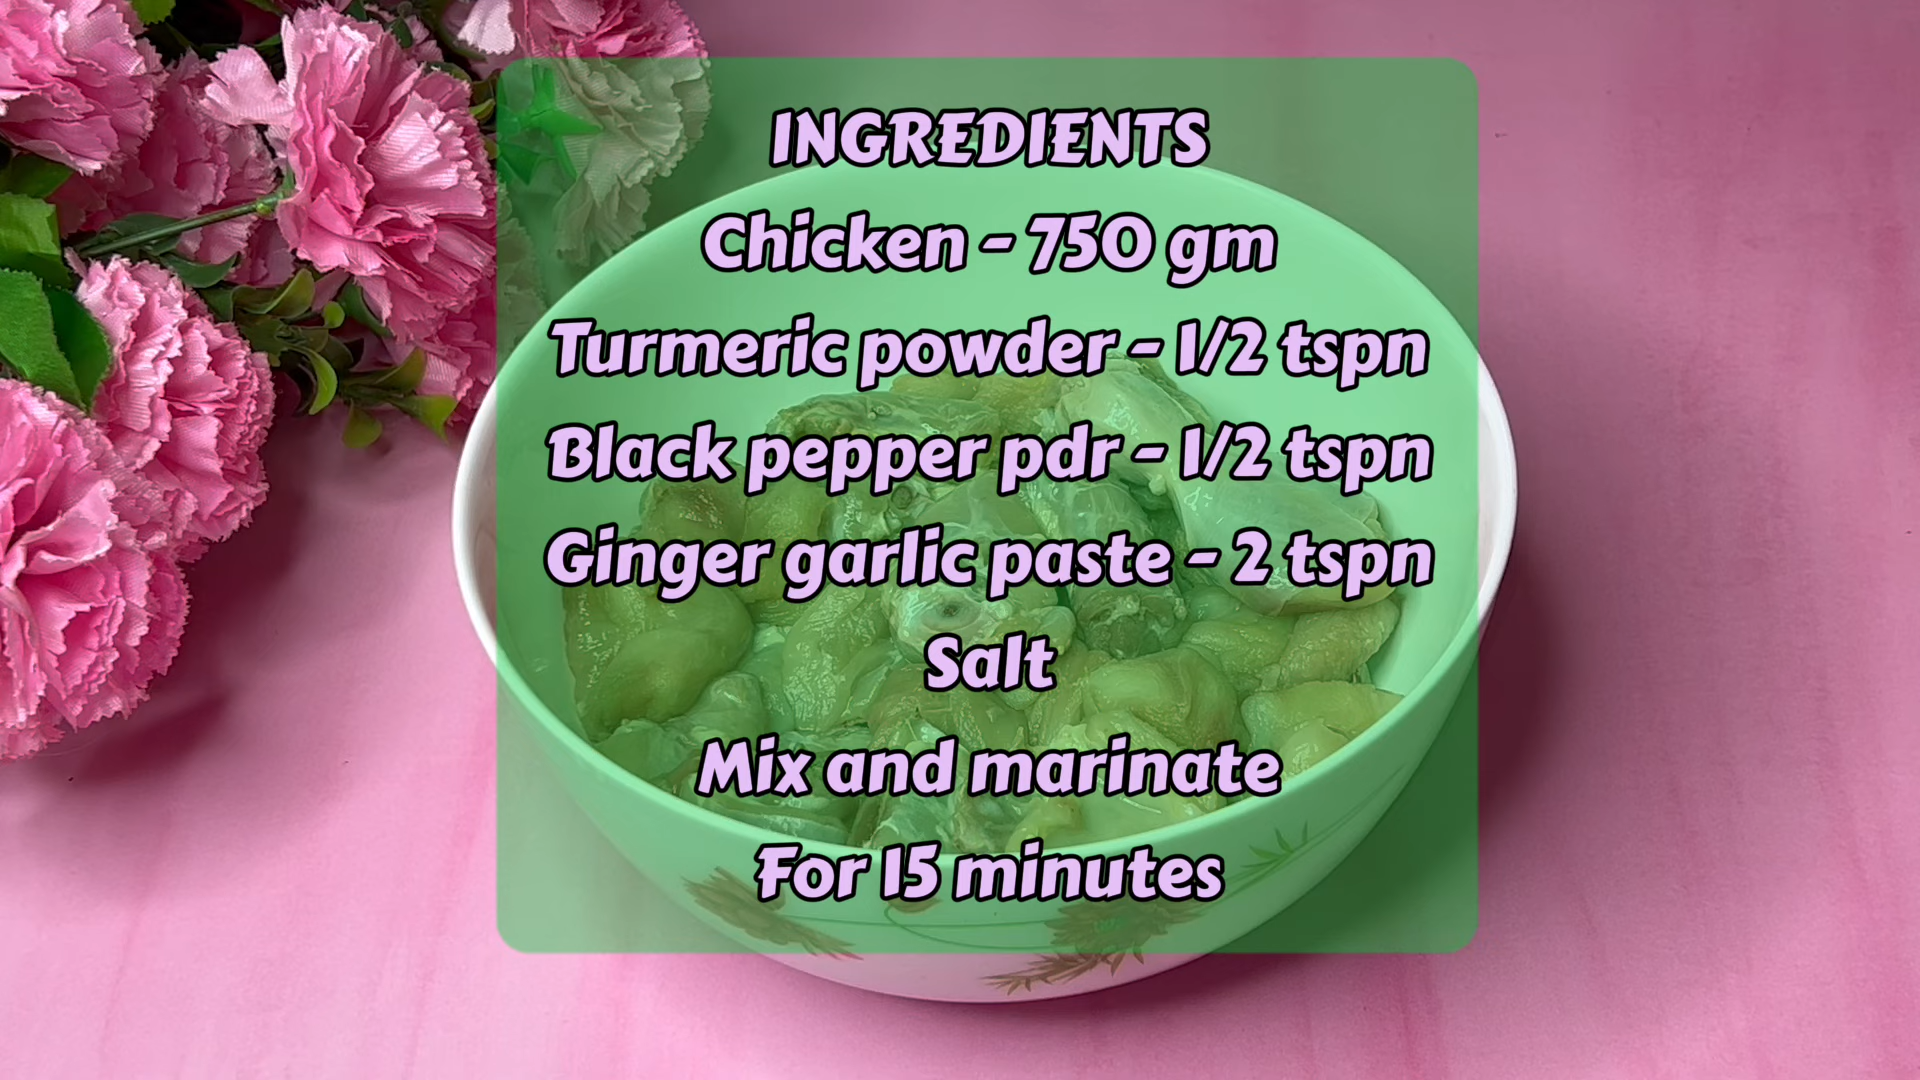 INGREDIENTS
Chicken - 750 gm
Turmeric powder - 1/2 tspn
Black pepper pdr - 1/2 tspn
Ginger garlic paste - 2 tspn
Salt
Mix and marinate
For 15 minutes